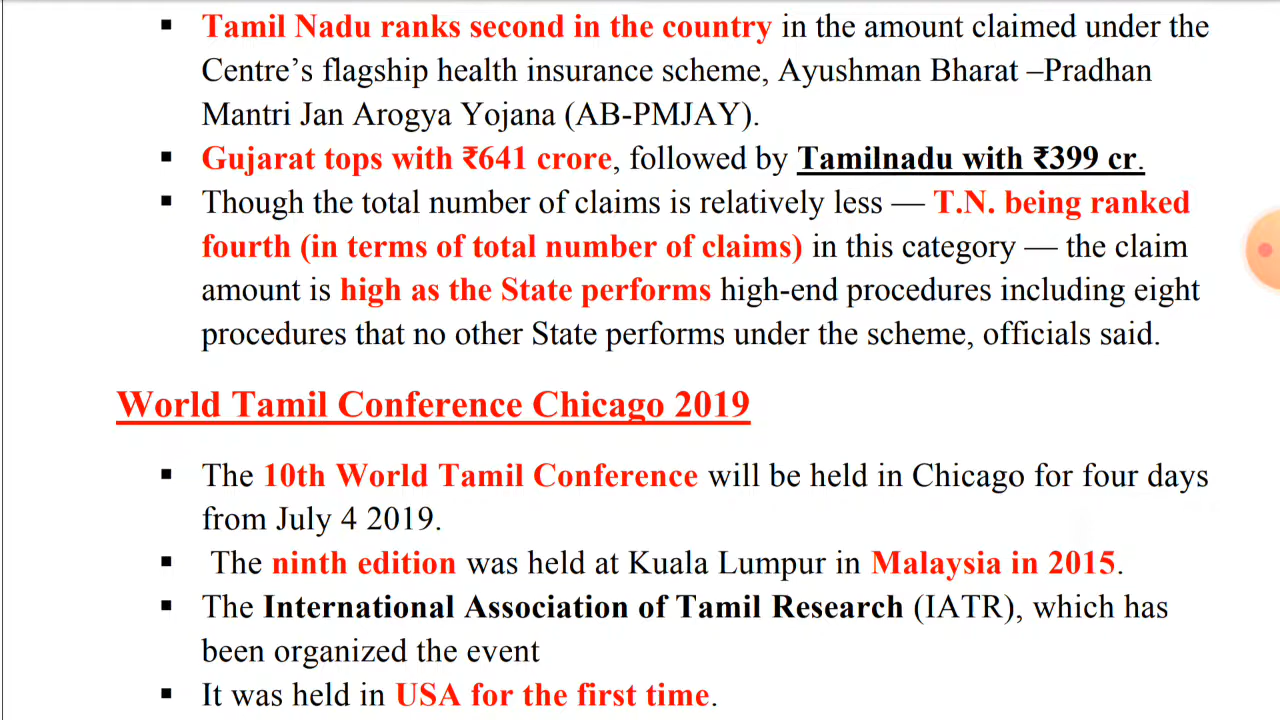 ▪ Tamil Nadu ranks second in the country in the amount claimed under the
Centre’s flagship health insurance scheme, Ayushman Bharat –Pradhan
Mantri Jan Arogya Yojana (AB-PMJAY).
▪ Gujarat tops with ₹641 crore, followed by Tamilnadu with ₹399 cr.
▪ Though the total number of claims is relatively less — T.N. being ranked
fourth (in terms of total number of claims) in this category — the claim
amount is high as the State performs high-end procedures including eight
procedures that no other State performs under the scheme, officials said.
World Tamil Conference Chicago 2019
▪ The 10th World Tamil Conference will be held in Chicago for four days
from July 4 2019.
▪ The ninth edition was held at Kuala Lumpur in Malaysia in 2015.
▪ The International Association of Tamil Research (IATR), which has
been organized the event
▪ It was held in USA for the first time.